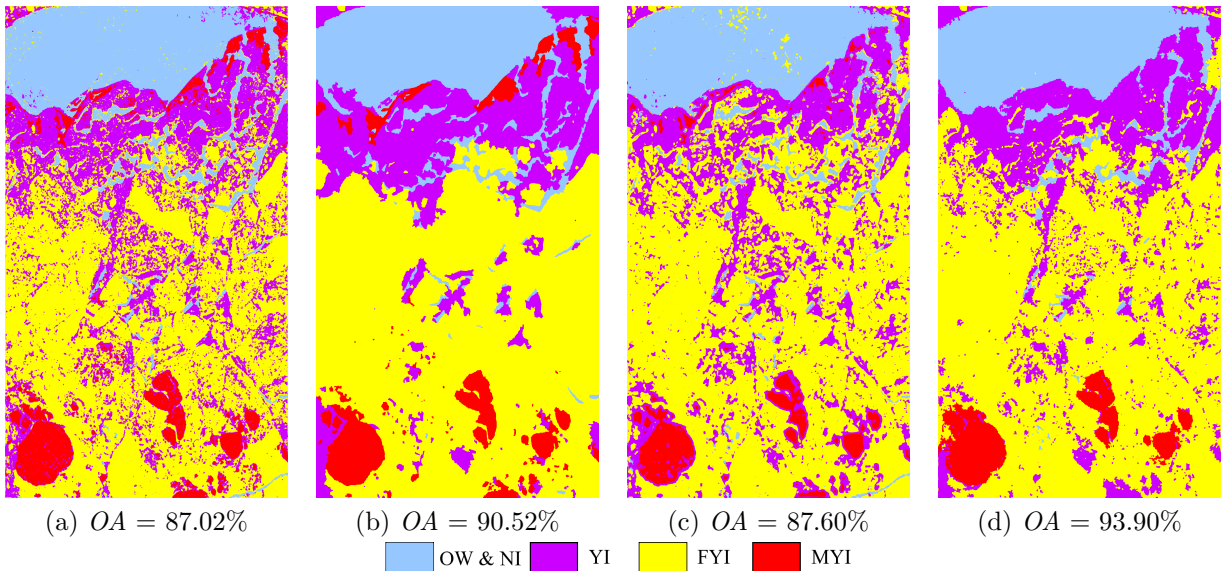 (a) OA = 87.02% (b) OA = 90.52% (c) OA = 87.60% (d) OA = 93.90%
OW & NI YI FYI MYI